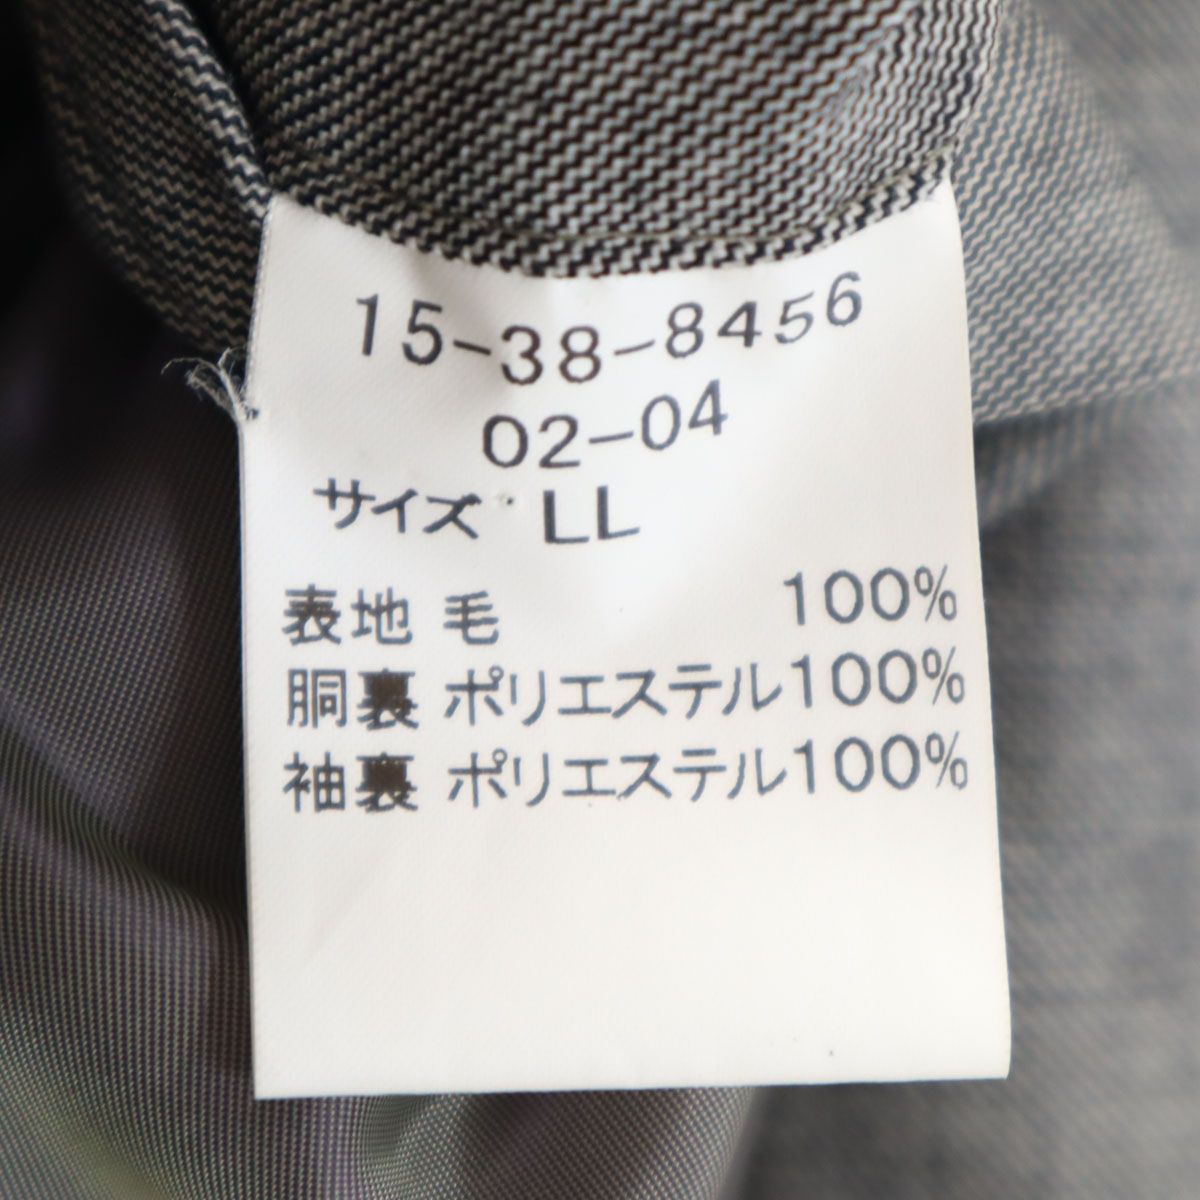 15-38-8456
02-04
サイズ LL
表地 毛 100%
胴裏 ポリエステル100%
袖裏 ポリエステル100%